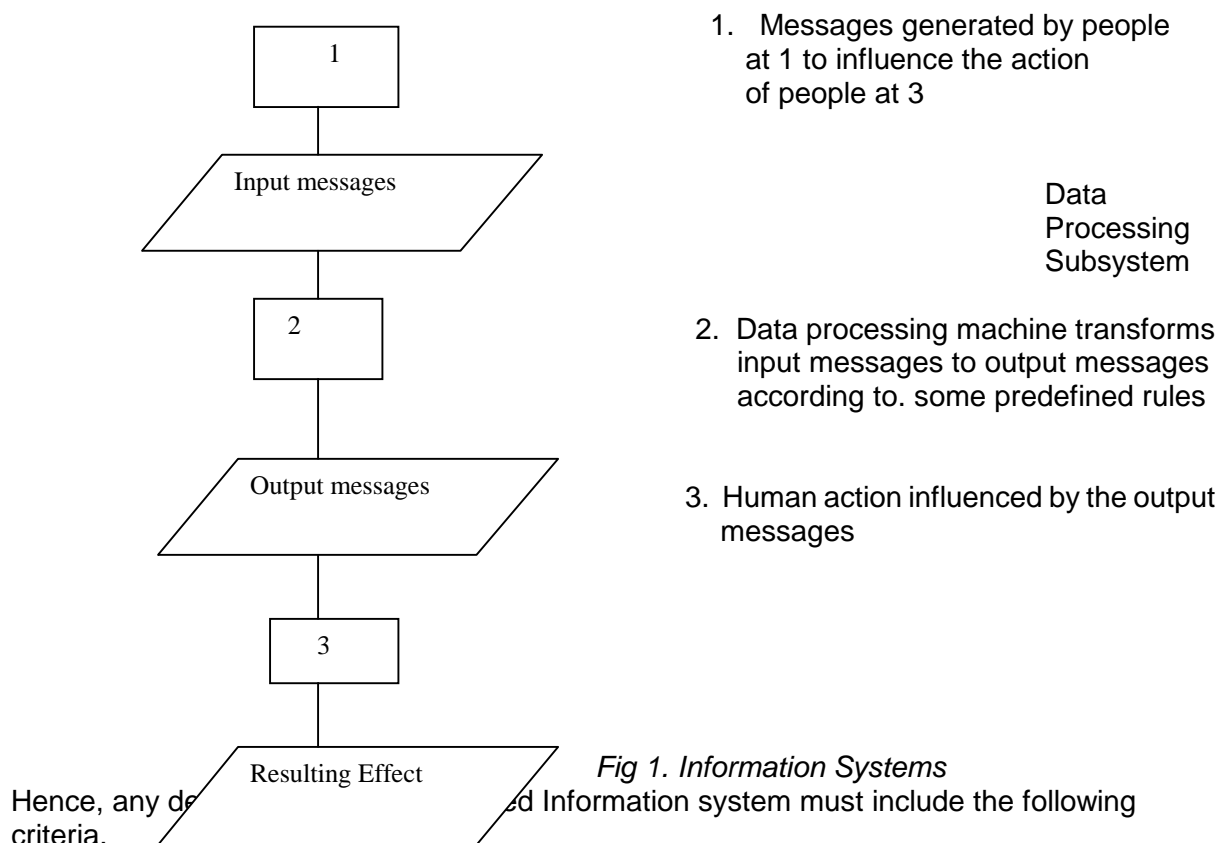 1
1. Messages generated by people
at 1 to influence the action
of people at 3
Input messages
Data
Processing
Subsystem
2
2. Data processing machine transforms
input messages to output messages
according to. some predefined rules
Output messages
3. Human action influenced by the output
messages
3
Resulting Effect
Fig 1. Information Systems
Hence, any Information system must include the following
criteria.